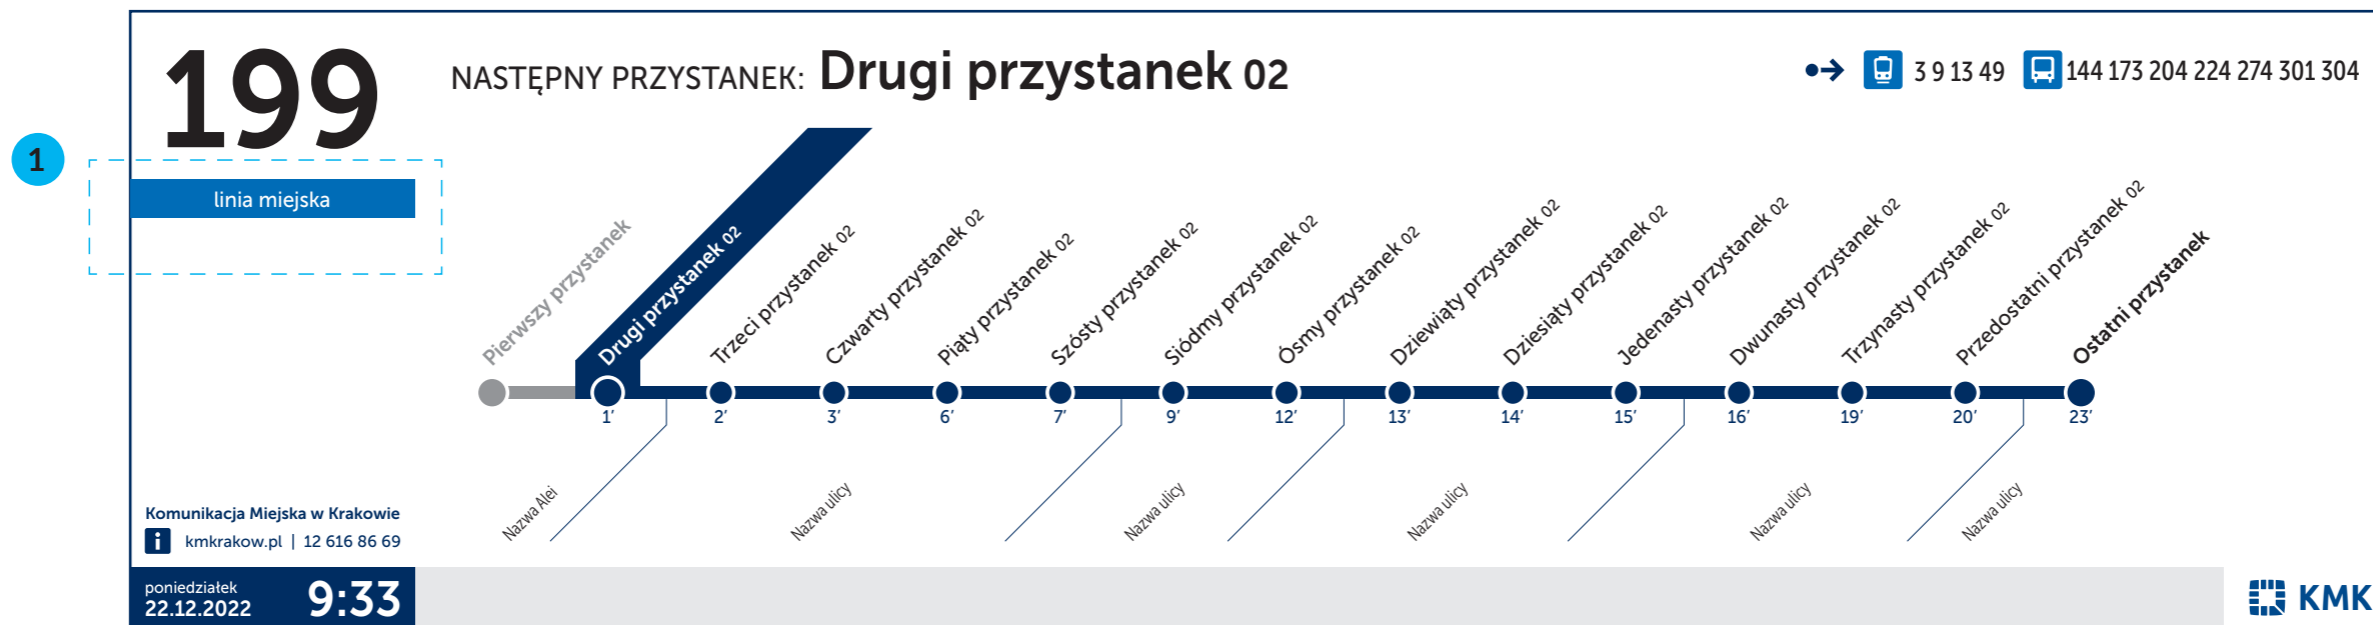 199
NASTĘPNY PRZYSTANEK: Drugi przystanek 02
3 9 13 49
144 173 204 224 274 301 304
1
linia miejska
Pierwszy przystanek
Drugi przystanek 02
Trzeci przystanek 02
Czwarty przystanek 02
Piąty przystanek 02
Szósty przystanek 02
Siódmy przystanek 02
Ósmy przystanek 02
Dziewiąty przystanek 02
Dziesiąty przystanek 02
Jedenasty przystanek 02
Dwunasty przystanek 02
Trzynasty przystanek 02
Przedostatni przystanek 02
Ostatni przystanek
1′ 2′ 3′ 6′ 7′ 9′ 12′ 13′ 14′ 15′ 16′ 19′ 20′ 23′
Nazwa Alei
Nazwa ulicy
Nazwa ulicy
Nazwa ulicy
Nazwa ulicy
Nazwa ulicy
Komunikacja Miejska w Krakowie
i kmkrakow.pl | 12 616 86 69
poniedziałek
22.12.2022
9:33
KMK